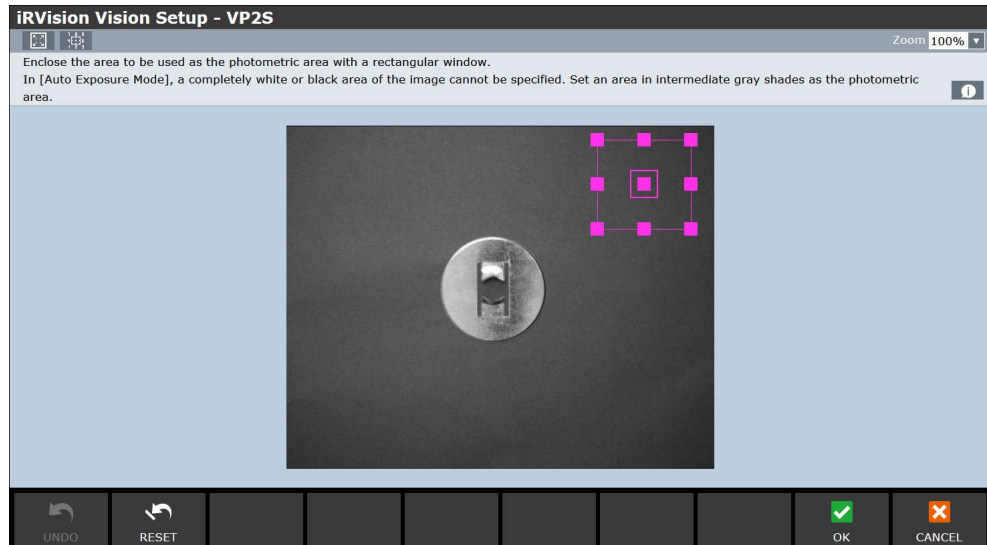 iRVision Vision Setup - VP2S
Zoom 100%
Enclose the area to be used as the photometric area with a rectangular window.
In [Auto Exposure Mode], a completely white or black area of the image cannot be specified. Set an area in intermediate gray shades as the photometric
area.
UNDO RESET OK CANCEL